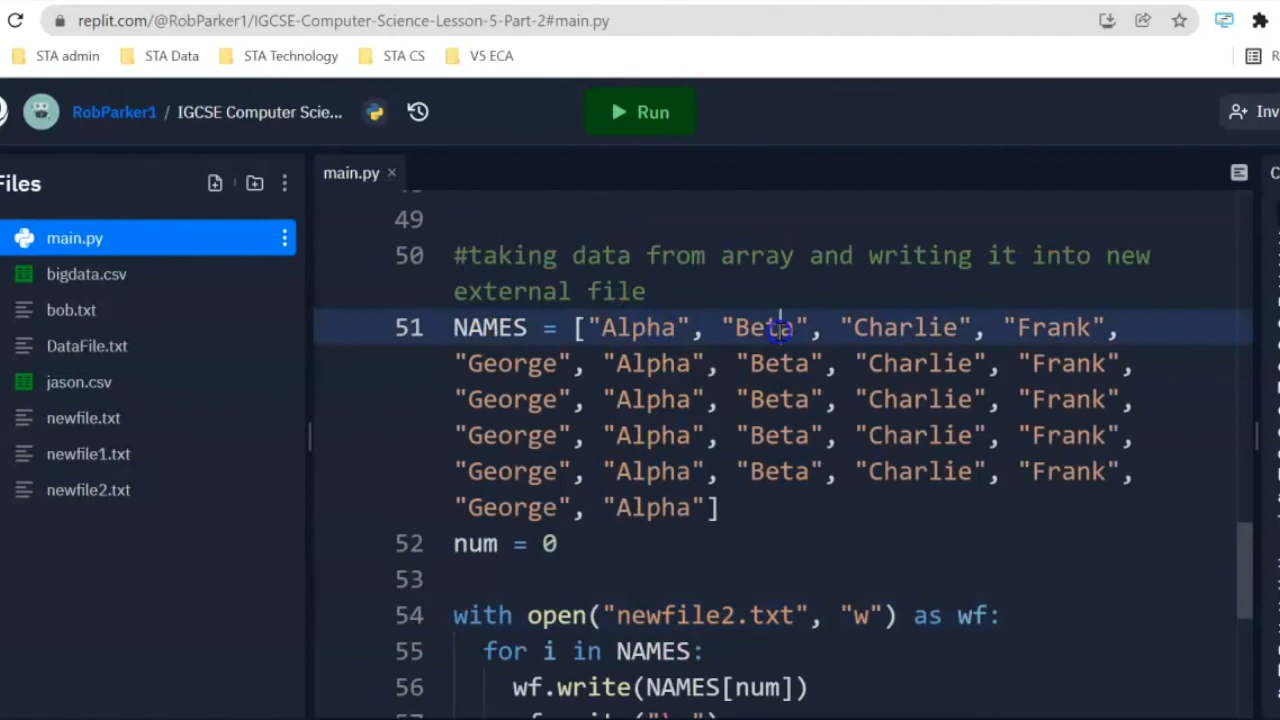 replit.com/@RobParker1/IGCSE-Computer-Science-Lesson-5-Part-2#main.py
STA admin STA Data STA Technology STA CS V5 ECA R
RobParker1 / IGCSE Computer Scie... Run Inv
Files main.py × C
main.py
bigdata.csv
bob.txt
DataFile.txt
jason.csv
newfile.txt
newfile1.txt
newfile2.txt
49
50 #taking data from array and writing it into new
external file
51 NAMES = ["Alpha", "Beta", "Charlie", "Frank",
"George", "Alpha", "Beta", "Charlie", "Frank",
"George", "Alpha", "Beta", "Charlie", "Frank",
"George", "Alpha", "Beta", "Charlie", "Frank",
"George", "Alpha", "Beta", "Charlie", "Frank",
"George", "Alpha"]
52 num = 0
53
54 with open("newfile2.txt", "w") as wf:
55 for i in NAMES:
56 wf.write(NAMES[num])